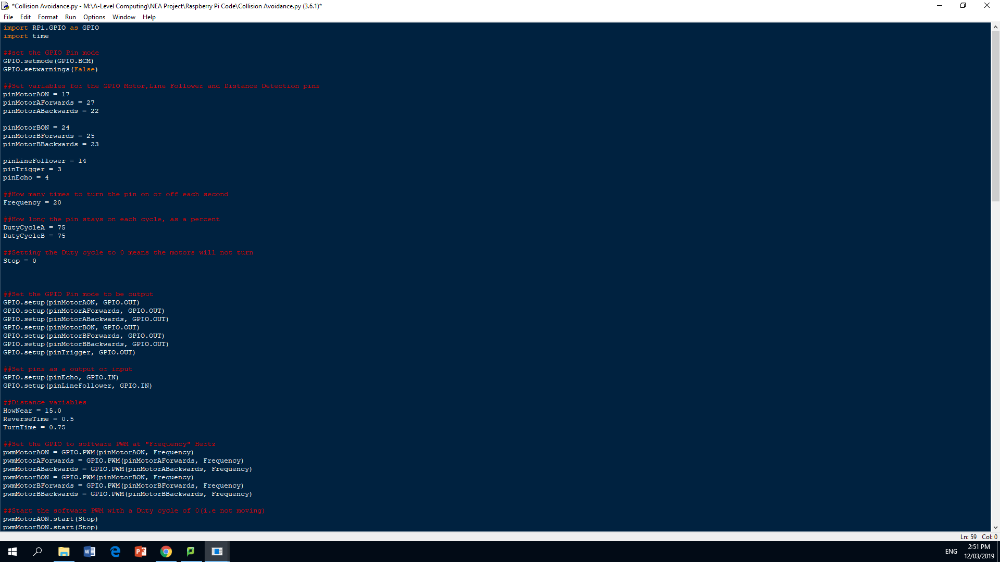 *Collision Avoidance.py - M:\A-Level Computing\NEA Project\Raspberry Pi Code\Collision Avoidance.py (3.6.1)*
File Edit Format Run Options Window Help
import RPi.GPIO as GPIO
import time
##set the GPIO Pin mode
GPIO.setmode(GPIO.BCM)
GPIO.setwarnings(False)
##Set variables for the GPIO Motor,Line Follower and Distance Detection pins
pinMotorAON = 17
pinMotorAForwards = 27
pinMotorABackwards = 22
pinMotorBON = 24
pinMotorBForwards = 25
pinMotorBBackwards = 23
pinLineFollower = 14
pinTrigger = 3
pinEcho = 4
##How many times to turn the pin on or off each second
Frequency = 20
##How long the pin stays on each cycle, as a percent
DutyCycleA = 75
DutyCycleB = 75
##Setting the Duty cycle to 0 means the motors will not turn
Stop = 0
##Set the GPIO Pin mode to be output
GPIO.setup(pinMotorAON, GPIO.OUT)
GPIO.setup(pinMotorAForwards, GPIO.OUT)
GPIO.setup(pinMotorABackwards, GPIO.OUT)
GPIO.setup(pinMotorBON, GPIO.OUT)
GPIO.setup(pinMotorBForwards, GPIO.OUT)
GPIO.setup(pinMotorBBackwards, GPIO.OUT)
GPIO.setup(pinTrigger, GPIO.OUT)
##Set pins as a output or input
GPIO.setup(pinEcho, GPIO.IN)
GPIO.setup(pinLineFollower, GPIO.IN)
##Distance variables
HowNear = 15.0
ReverseTime = 0.5
TurnTime = 0.75
##Set the GPIO to software PWM at "Frequency" Hertz
pwmMotorAON = GPIO.PWM(pinMotorAON, Frequency)
pwmMotorAForwards = GPIO.PWM(pinMotorAForwards, Frequency)
pwmMotorABackwards = GPIO.PWM(pinMotorABackwards, Frequency)
pwmMotorBON = GPIO.PWM(pinMotorBON, Frequency)
pwmMotorBForwards = GPIO.PWM(pinMotorBForwards, Frequency)
pwmMotorBBackwards = GPIO.PWM(pinMotorBBackwards, Frequency)
##Start the software PWM with a Duty cycle of 0(i.e not moving)
pwmMotorAON.start(Stop)
pwmMotorBON.start(Stop)
Ln: 59 Col: 0
ENG
2:51 PM
12/03/2019